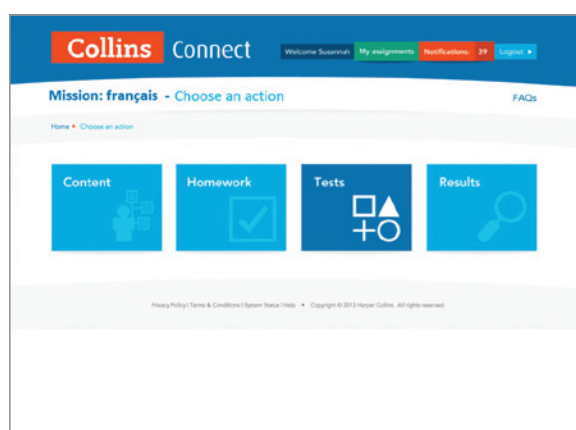 Collins Connect
Welcome Susannah My assignments Notifications: 39 Logout
Mission: français - Choose an action
FAQs
Home Choose an action
Content Homework Tests Results
Privacy Policy I Terms & Conditions I System Status I Help • Copyright © 2013 Harper Collins. All rights reserved.